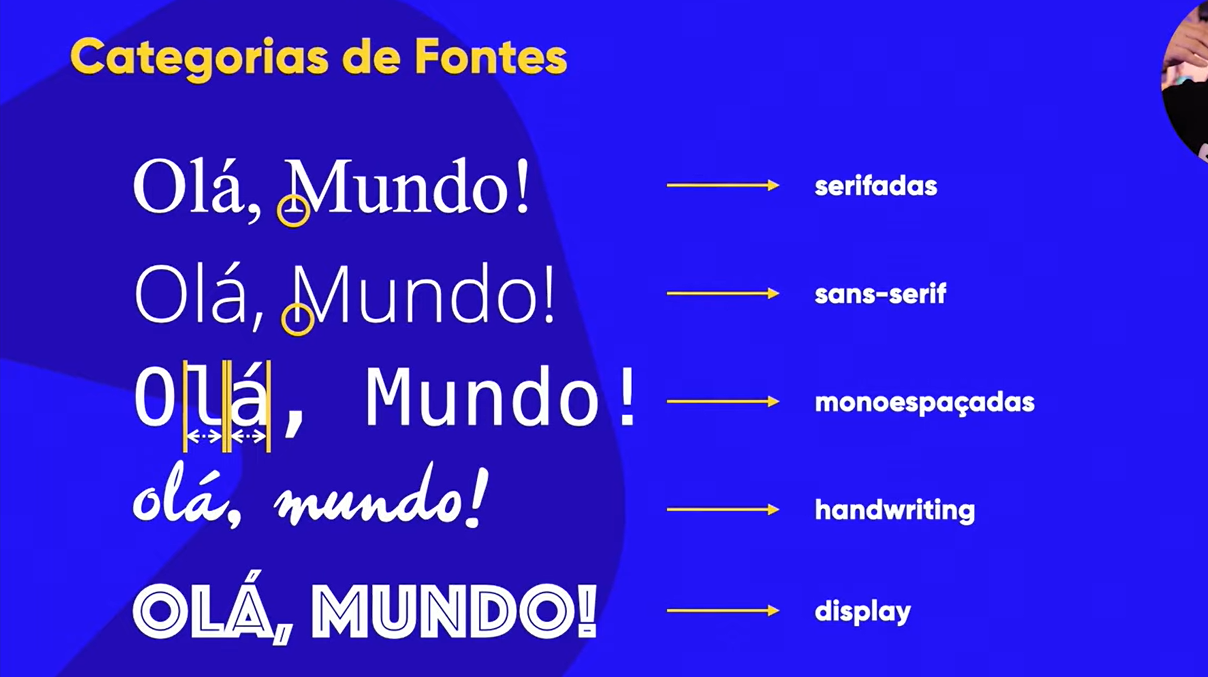 Categorias de Fontes
Olá, Mundo! serifadas
Olá, Mundo! sans-serif
Olá, Mundo! monoespaçadas
olá, mundo! handwriting
OLÁ, MUNDO! display